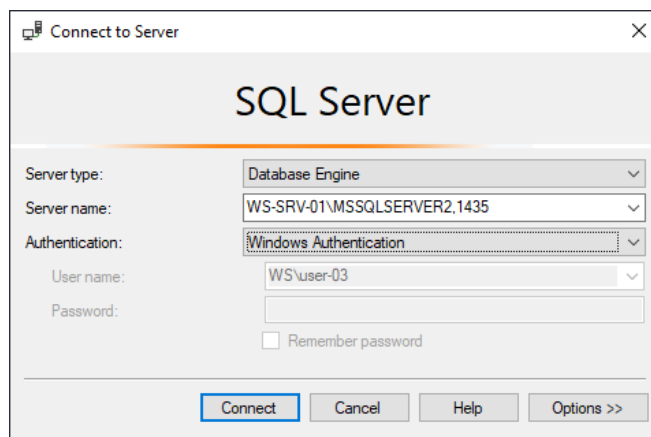 Connect to Server
SQL Server
Server type: Database Engine
Server name: WS-SRV-01\MSSQLSERVER2,1435
Authentication: Windows Authentication
User name: WS\user-03
Password:
Remember password
Connect Cancel Help Options >>